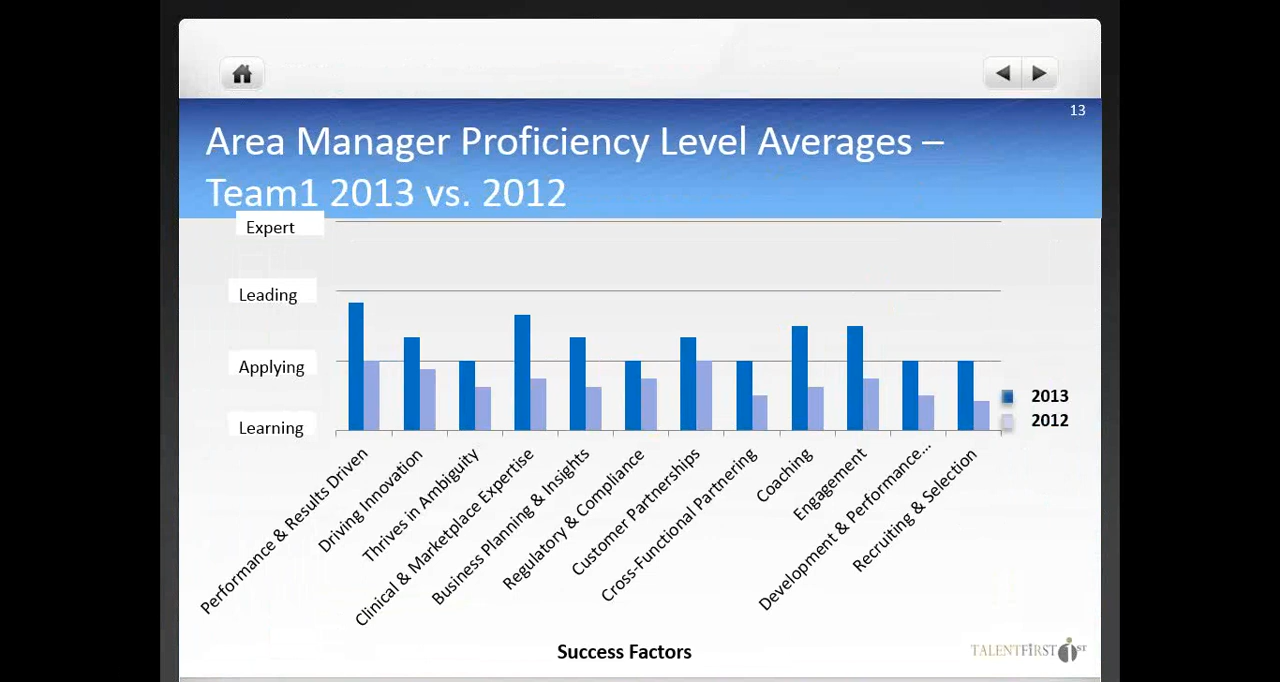 13
Area Manager Proficiency Level Averages –
Team1 2013 vs. 2012
Expert
Leading
Applying
Learning
2013
2012
Performance & Results Driven
Driving Innovation
Thrives in Ambiguity
Clinical & Marketplace Expertise
Business Planning & Insights
Regulatory & Compliance
Customer Partnerships
Cross-Functional Partnering
Coaching
Engagement
Development & Performance...
Recruiting & Selection
Success Factors
TALENTFIRST 1ST